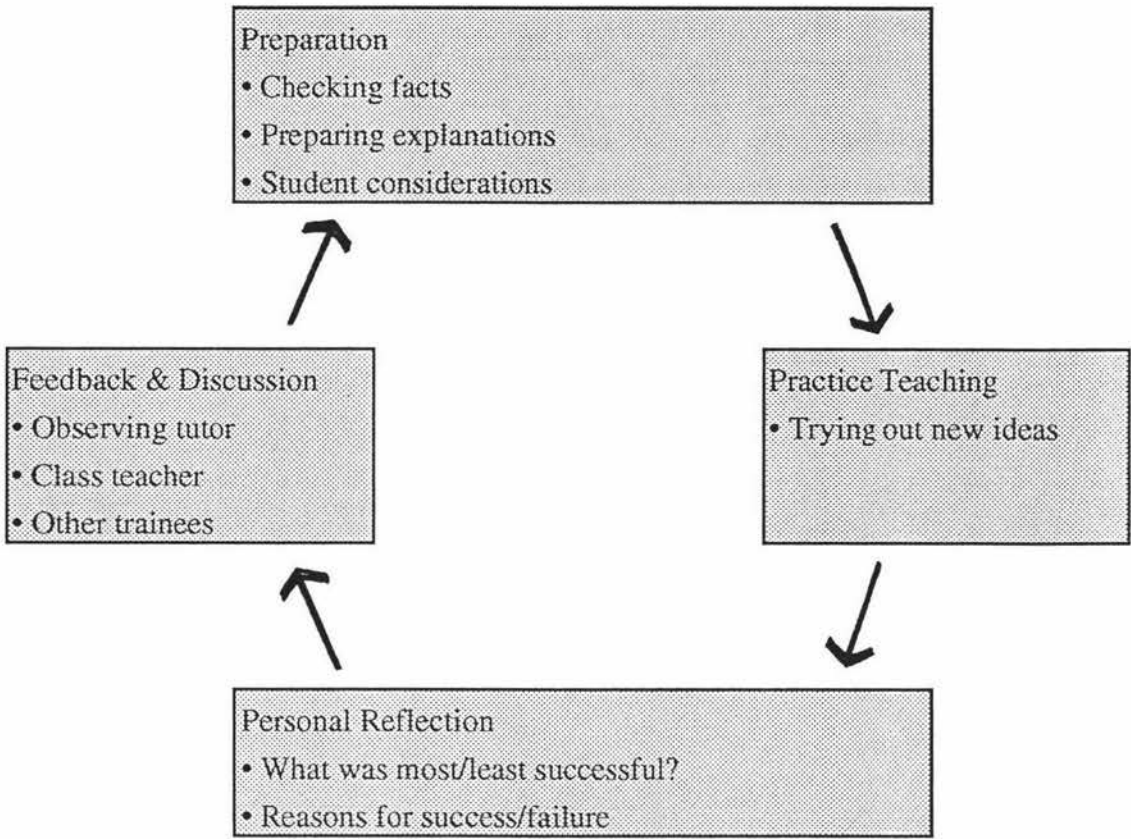 Preparation
• Checking facts
• Preparing explanations
• Student considerations
Feedback & Discussion
• Observing tutor
• Class teacher
• Other trainees
Practice Teaching
• Trying out new ideas
Personal Reflection
• What was most/least successful?
• Reasons for success/failure